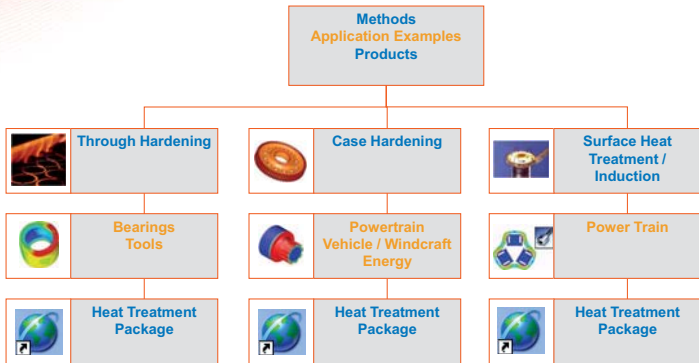 Methods
Application Examples
Products
Through Hardening
Case Hardening
Surface Heat
Treatment /
Induction
Bearings
Tools
Powertrain
Vehicle / Windcraft
Energy
Power Train
Heat Treatment
Package
Heat Treatment
Package
Heat Treatment
Package